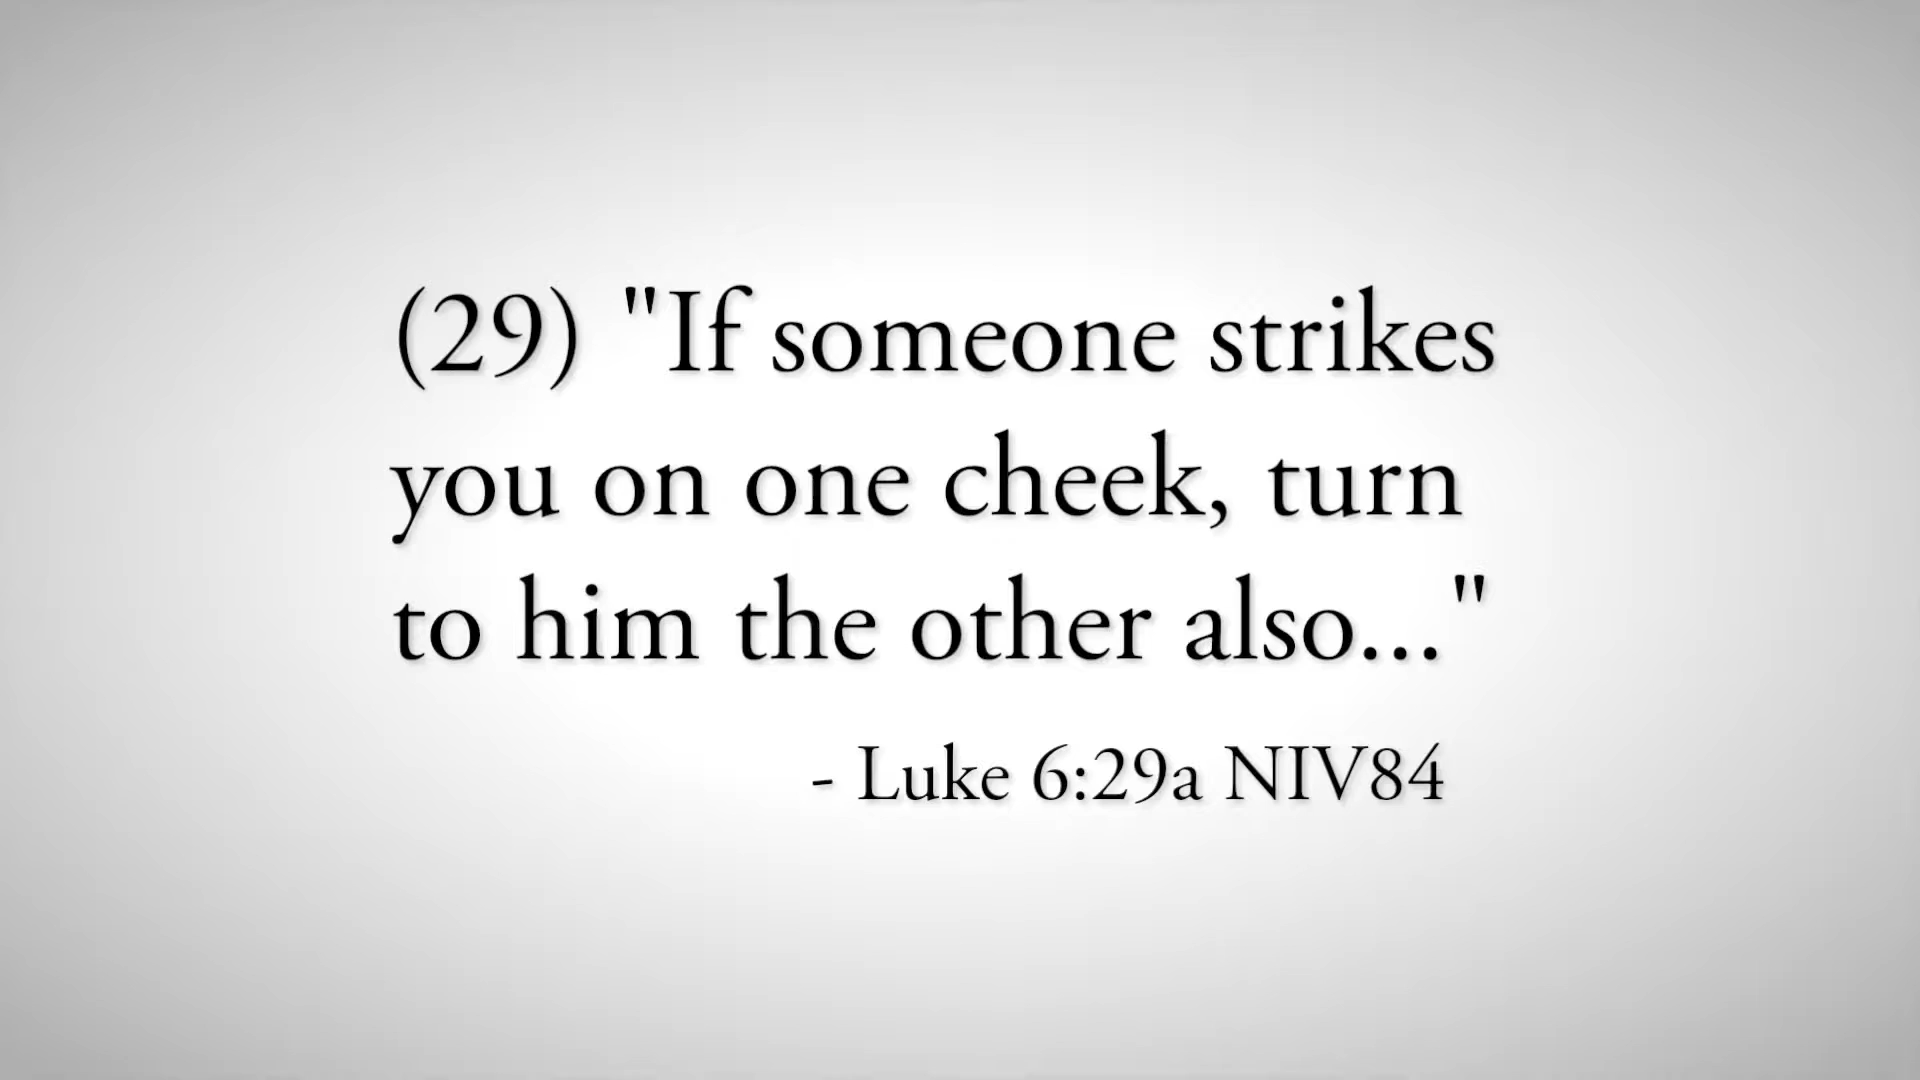 (29) "If someone strikes
you on one cheek, turn
to him the other also..."
- Luke 6:29a NIV84